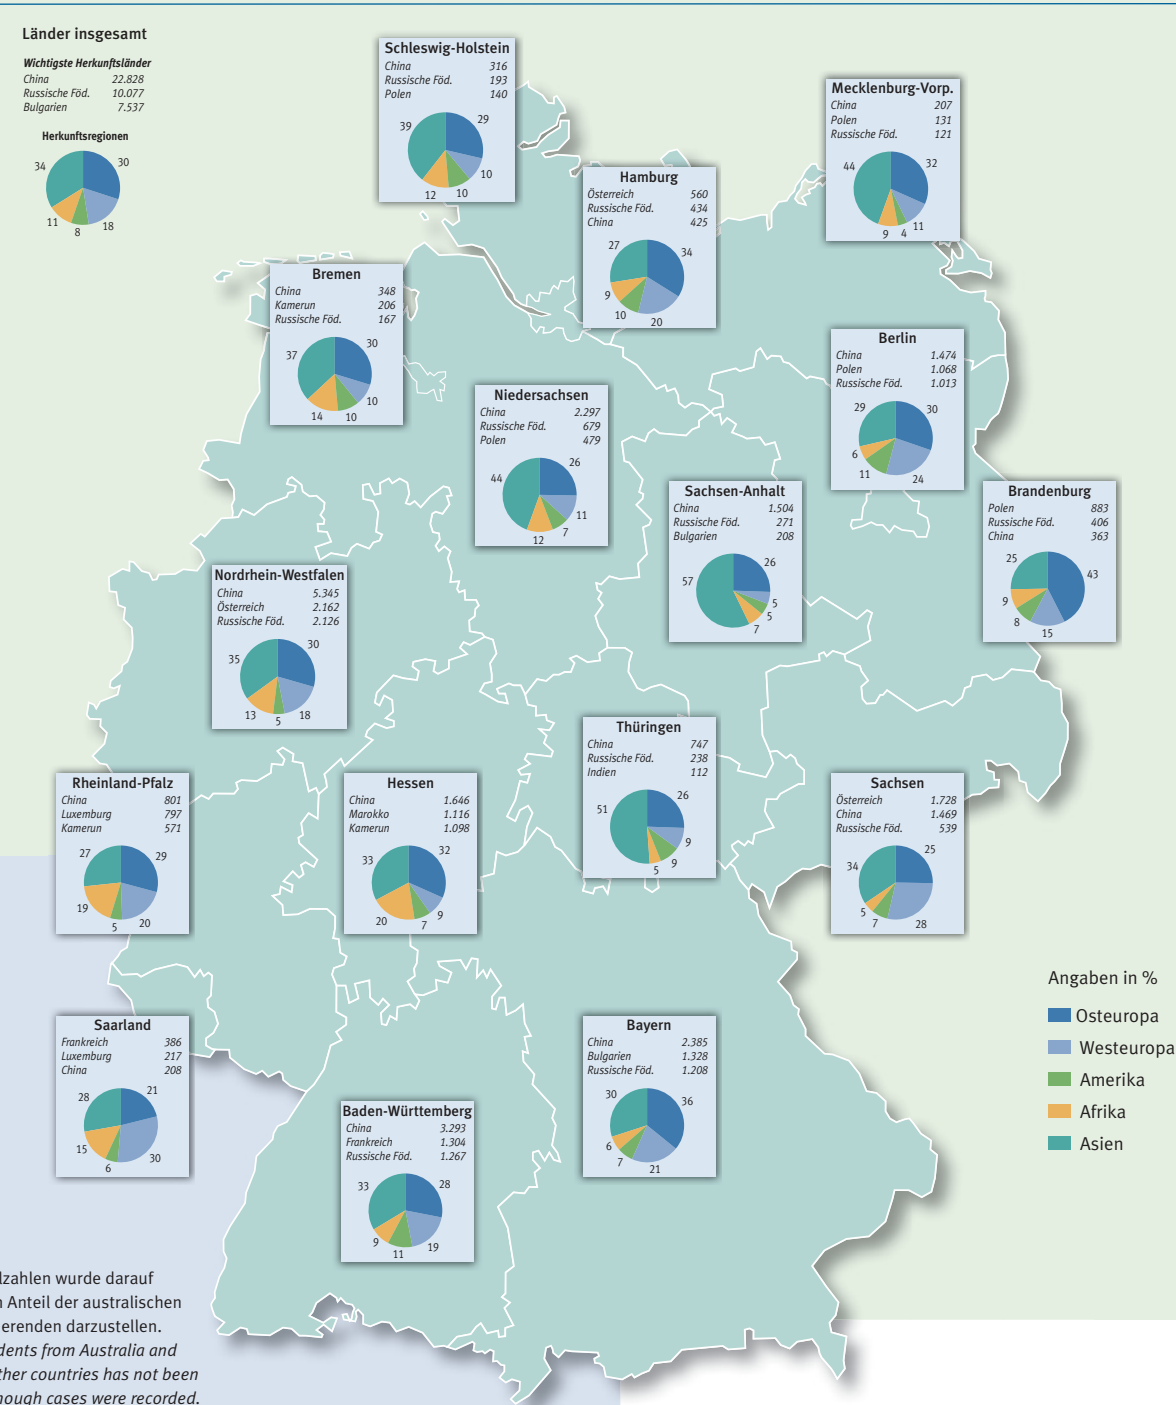 Länder insgesamt
Wichtigste Herkunftsländer
China 22.828
Russische Föd. 10.077
Bulgarien 7.537
Herkunftsregionen
34 30
11 8 18
Schleswig-Holstein
China 316
Russische Föd. 193
Polen 140
39 29
10
12 10
Mecklenburg-Vorp.
China 207
Polen 131
Russische Föd. 121
44 32
9 4 11
Hamburg
Österreich 560
Russische Föd. 434
China 425
27 34
9
10 20
Bremen
China 348
Kamerun 206
Russische Föd. 167
37 30
10
14 10
Berlin
China 1.474
Polen 1.068
Russische Föd. 1.013
29 30
6
11 24
Niedersachsen
China 2.297
Russische Föd. 679
Polen 479
44 26
11
12 7
Sachsen-Anhalt
China 1.504
Russische Föd. 271
Bulgarien 208
57 26
5
5
7
Brandenburg
Polen 883
Russische Föd. 406
China 363
25 43
9
8 15
Nordrhein-Westfalen
China 5.345
Österreich 2.162
Russische Föd. 2.126
35 30
13 5 18
Thüringen
China 747
Russische Föd. 238
Indien 112
51 26
9
5 9
Rheinland-Pfalz
China 801
Luxemburg 797
Kamerun 571
27 29
19
5 20
Hessen
China 1.646
Marokko 1.116
Kamerun 1.098
33 32
9
20 7
Sachsen
Österreich 1.728
China 1.469
Russische Föd. 539
34 25
5
7 28
Saarland
Frankreich 386
Luxemburg 217
China 208
28 21
15
6 30
Bayern
China 2.385
Bulgarien 1.328
Russische Föd. 1.208
30 36
6
7 21
Baden-Württemberg
China 3.293
Frankreich 1.304
Russische Föd. 1.267
33 28
9 11 19
Angaben in %
Osteuropa
Westeuropa
Amerika
Afrika
Asien
lzahlen wurde darauf
n Anteil der australischen
ierenden darzustellen.
dents from Australia and
ther countries has not been
hough cases were recorded.